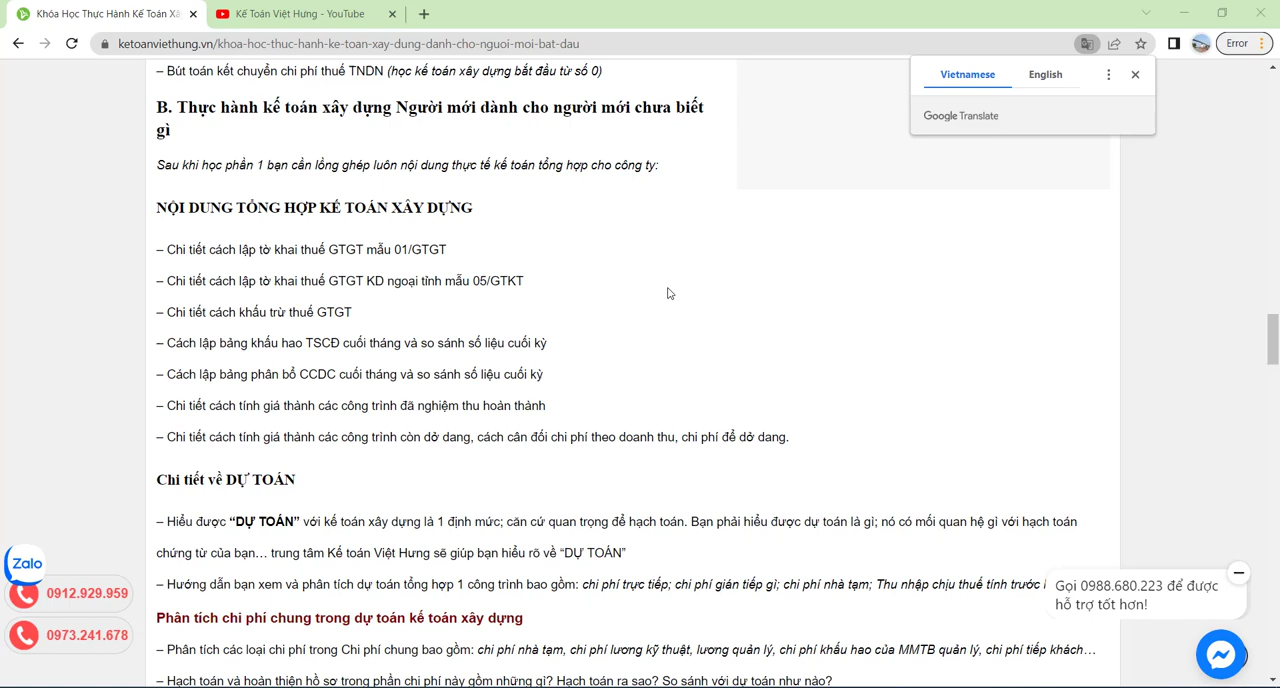 Khóa Học Thực Hành Kế Toán Xâ
Kế Toán Việt Hưng - YouTube
ketoanviethung.vn/khoa-hoc-thuc-hanh-ke-toan-xay-dung-danh-cho-nguoi-moi-bat-dau
Error
Vietnamese
English
Google Translate
– Bút toán kết chuyển chi phí thuế TNDN (học kế toán xây dựng bắt đầu từ số 0)
B. Thực hành kế toán xây dựng Người mới dành cho người mới chưa biết
gì
Sau khi học phần 1 bạn cần lồng ghép luôn nội dung thực tế kế toán tổng hợp cho công ty:
NỘI DUNG TỔNG HỢP KẾ TOÁN XÂY DỰNG
– Chi tiết cách lập tờ khai thuế GTGT mẫu 01/GTGT
– Chi tiết cách lập tờ khai thuế GTGT KD ngoại tỉnh mẫu 05/GTKT
– Chi tiết cách khấu trừ thuế GTGT
– Cách lập bảng khấu hao TSCĐ cuối tháng và so sánh số liệu cuối kỳ
– Cách lập bảng phân bổ CCDC cuối tháng và so sánh số liệu cuối kỳ
– Chi tiết cách tính giá thành các công trình đã nghiệm thu hoàn thành
– Chi tiết cách tính giá thành các công trình còn dở dang, cách cân đối chi phí theo doanh thu, chi phí để dở dang.
Chi tiết về DỰ TOÁN
– Hiểu được “DỰ TOÁN” với kế toán xây dựng là 1 định mức; căn cứ quan trọng để hạch toán. Bạn phải hiểu được dự toán là gì; nó có mối quan hệ gì với hạch toán
chứng từ của bạn… trung tâm Kế toán Việt Hưng sẽ giúp bạn hiểu rõ về “DỰ TOÁN”
– Hướng dẫn bạn xem và phân tích dự toán tổng hợp 1 công trình bao gồm: chi phí trực tiếp; chi phí gián tiếp gì; chi phí nhà tạm; Thu nhập chịu thuế tính trước
Phân tích chi phí chung trong dự toán kế toán xây dựng
– Phân tích các loại chi phí trong Chi phí chung bao gồm: chi phí nhà tạm, chi phí lương kỹ thuật, lương quản lý, chi phí khấu hao của MMTB quản lý, chi phí tiếp khách…
– Hạch toán và hoàn thiện hồ sơ trong phần chi phí này gồm những gì? Hạch toán ra sao? So sánh với dự toán như nào?
Zalo
0912.929.959
0973.241.678
Gọi 0988.680.223 để được
hỗ trợ tốt hơn!